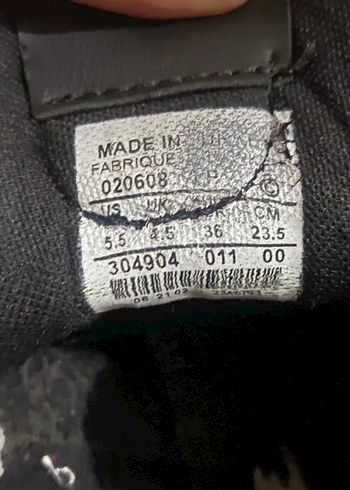 MADE IN
FABRIQUE
020608
©
US UK CM
5.5 4.5 36 23.5
304904 011 00